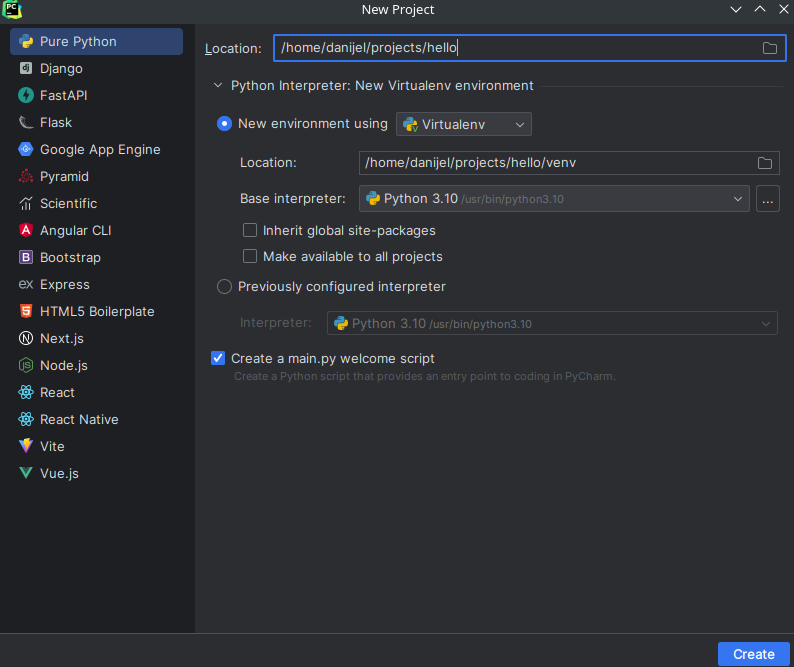 PC
New Project
Pure Python
dj Django
FastAPI
Flask
Google App Engine
Pyramid
Scientific
A Angular CLI
B Bootstrap
ex Express
5 HTML5 Boilerplate
N Next.js
JS Node.js
React
React Native
Vite
Vue.js
Location: /home/danijel/projects/hello
Python Interpreter: New Virtualenv environment
New environment using V Virtualenv
Location: /home/danijel/projects/hello/venv
Base interpreter: Python 3.10 /usr/bin/python3.10 ...
Inherit global site-packages
Make available to all projects
Previously configured interpreter
Interpreter: Python 3.10 /usr/bin/python3.10
Create a main.py welcome script
Create a Python script that provides an entry point to coding in PyCharm.
Create